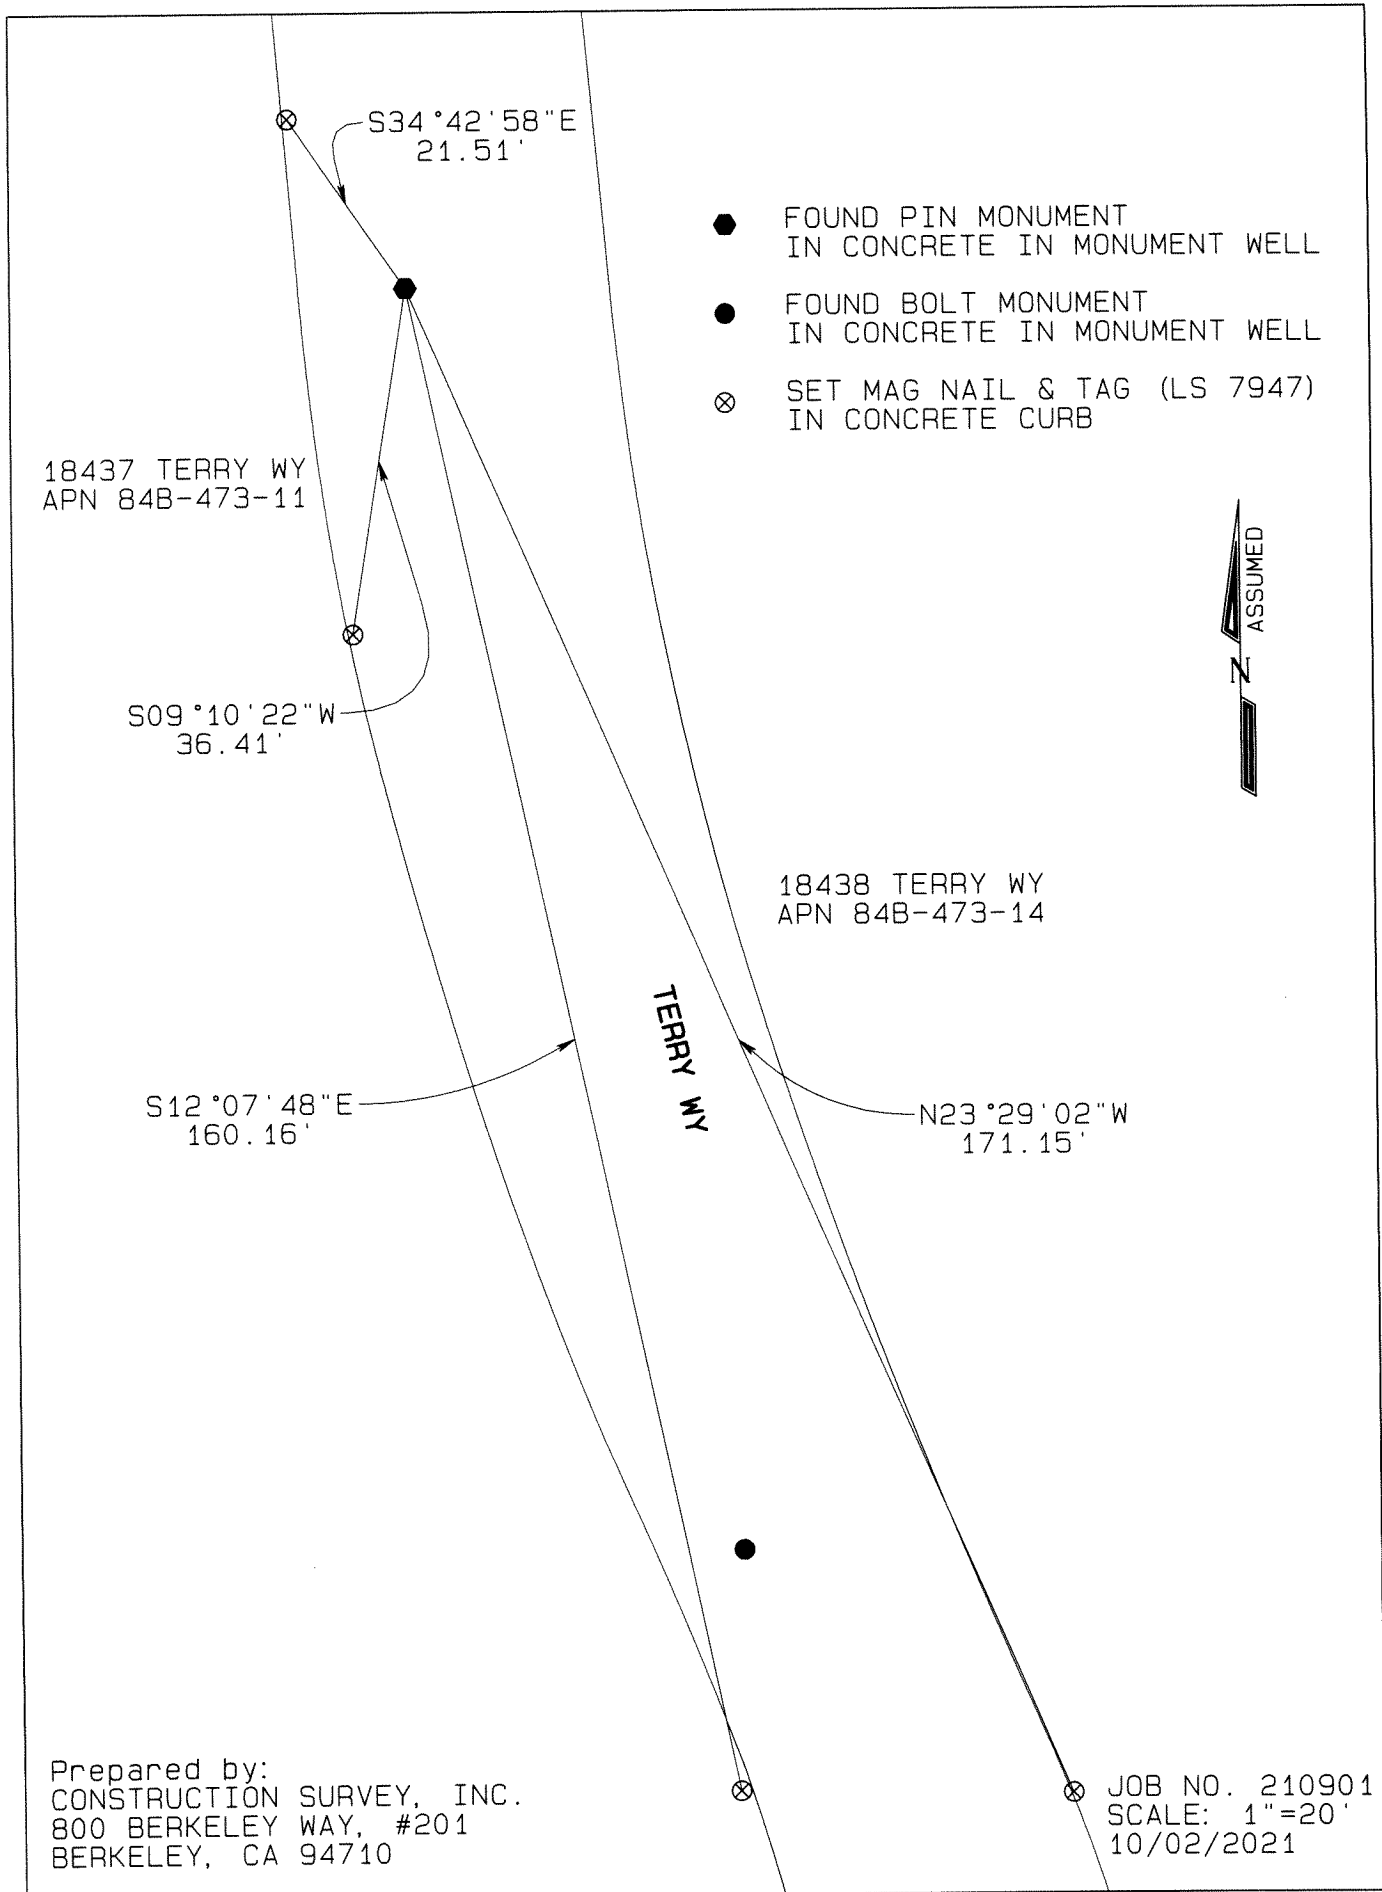 S34°42'58"E
21.51'
FOUND PIN MONUMENT
IN CONCRETE IN MONUMENT WELL
FOUND BOLT MONUMENT
IN CONCRETE IN MONUMENT WELL
SET MAG NAIL & TAG (LS 7947)
IN CONCRETE CURB
18437 TERRY WY
APN 84B-473-11
ASSUMED
N
S09°10'22"W
36.41'
18438 TERRY WY
APN 84B-473-14
TERRY WY
S12°07'48"E
160.16'
N23°29'02"W
171.15'
Prepared by:
CONSTRUCTION SURVEY, INC.
800 BERKELEY WAY, #201
BERKELEY, CA 94710
JOB NO. 210901
SCALE: 1"=20'
10/02/2021